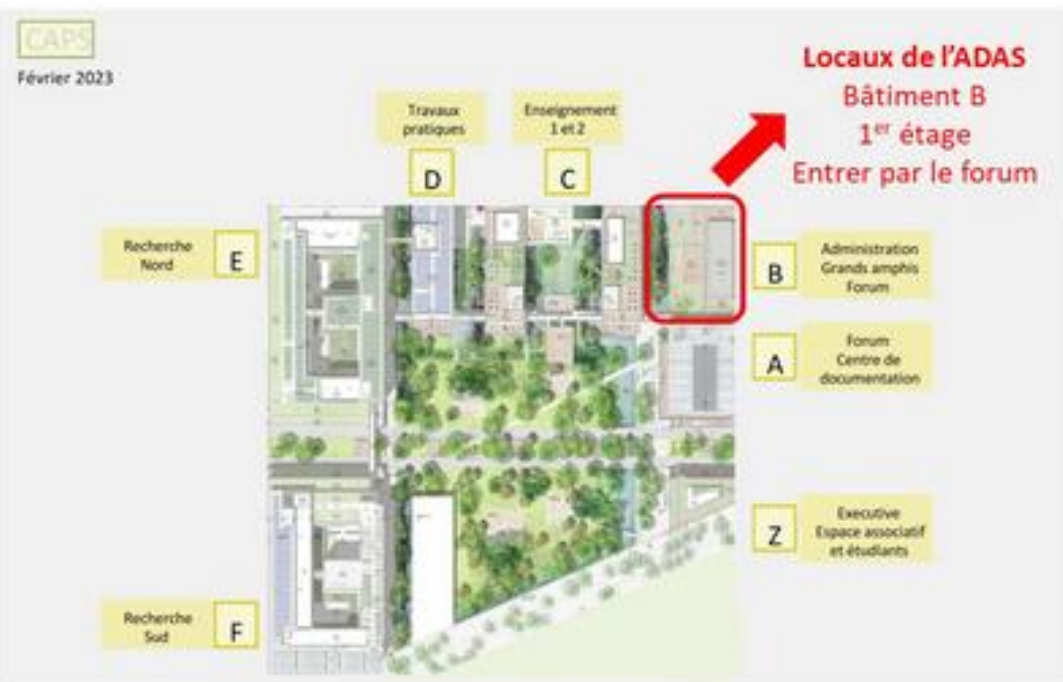 CAPS
Février 2023
Locaux de l'ADAS
Bâtiment B
1er étage
Entrer par le forum
Travaux
pratiques
D
Enseignement
1 et 2
C
Recherche
Nord
E
B
Administration
Grands amphis
Forum
A
Forum
Centre de
documentation
Z
Executive
Espace associatif
et étudiants
Recherche
Sud
F